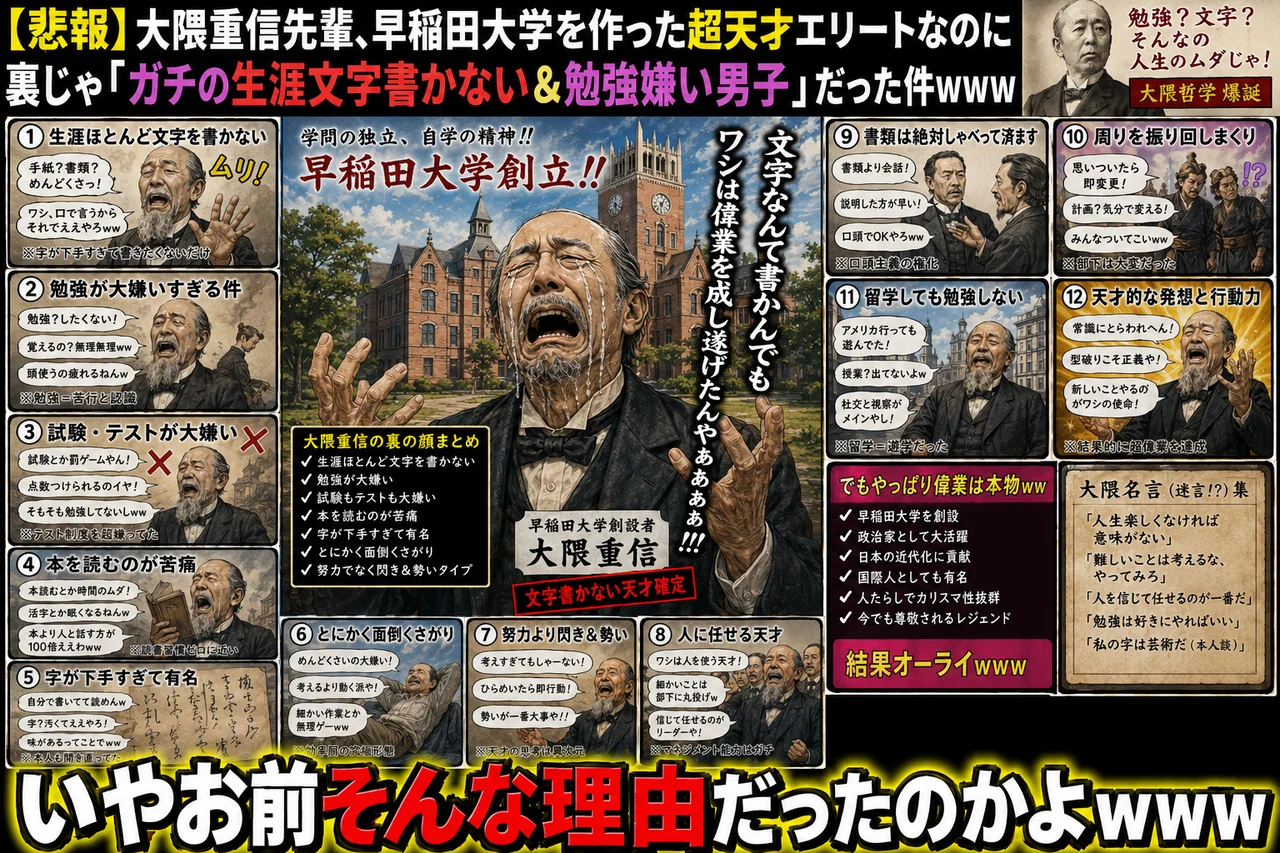 【悲報】大隈重信先輩、早稲田大学を作った超天才エリートなのに
裏じゃ「ガチの生涯文字書かない&勉強嫌い男子」だった件www
勉強?文字?
そんなの
人生のムダじゃ!
大隈哲学 爆誕
① 生涯ほとんど文字を書かない
手紙?書類?
めんどくさっ!
ムリ!
ワシ、口で言うから
それでええやろww
※字が下手すぎて書きたくないだけ
② 勉強が大嫌いすぎる件
勉強?したくない!
覚えるの?無理無理ww
頭使うの疲れるねんw
※勉強=苦行と認識
③ 試験・テストが大嫌い
試験とか罰ゲームやん!
点数つけられるのイヤ!
そもそも勉強してないしww
※テスト制度を超嫌ってた
④ 本を読むのが苦痛
本読むとか時間のムダ!
活字とか眠くなるねんw
本より人と話す方が
100倍ええわww
※読書習慣ゼロに近い
⑤ 字が下手すぎて有名
自分で書いてて読めんw
字?汚くてええやろ!
味があるってことでww
※本人も開き直ってた
学問の独立、自学の精神!!
早稲田大学創立!!
文字なんて書かんでも
ワシは偉業を成し遂げたんやぁぁぁぁ!!!
大隈重信の裏の顔まとめ
✓ 生涯ほとんど文字を書かない
✓ 勉強が大嫌い
✓ 試験もテストも大嫌い
✓ 本を読むのが苦痛
✓ 字が下手すぎて有名
✓ とにかく面倒くさがり
✓ 努力でなく閃き&勢いタイプ
早稲田大学創設者
大隈重信
文字書かない天才確定
⑥ とにかく面倒くさがり
めんどくさいの大嫌い!
考えるより動く派や!
細かい作業とか
無理ゲーww
⑦ 努力より閃き&勢い
考えすぎてもしゃーない!
ひらめいたら即行動!
勢いが一番大事や!!
※天才の思考は異次元
⑧ 人に任せる天才
ワシは人を使う天才!
細かいことは
部下に丸投げw
信じて任せるのが
リーダーや!
※マネジメント能力はガチ
⑨ 書類は絶対しゃべって済ます
書類より会話!
説明した方が早い!
口頭でOKやろww
※口頭主義の権化
⑩ 周りを振り回しまくり
思いついたら
即変更!
!?
計画?気分で変える!
みんなついてこいww
※部下は大変だった
⑪ 留学しても勉強しない
アメリカ行っても
遊んでた!
授業?出てないよw
社交と視察が
メインやし!
※留学=遊学だった
⑫ 天才的な発想と行動力
常識にとらわれへん!
型破りこそ正義や!
新しいことやるの
がワシの使命!
※結果的に超偉業を達成
でもやっぱり偉業は本物ww
✓ 早稲田大学を創設
✓ 政治家として大活躍
✓ 日本の近代化に貢献
✓ 国際人としても有名
✓ 人たらしでカリスマ性抜群
✓ 今でも尊敬されるレジェンド
結果オーライwww
大隈名言(迷言!?)集
「人生楽しくなければ
意味がない」
「難しいことは考えるな、
やってみろ」
「人を信じて任せるのが一番だ」
「勉強は好きにやればいい」
「私の字は芸術だ(本人談)」
いやお前そんな理由だったのかよwww